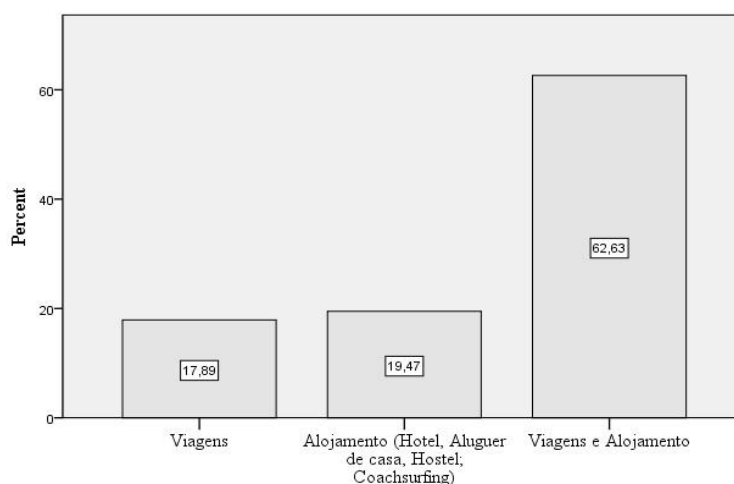 Percent
60
40
20
0
17,89
19,47
62,63
Viagens
Alojamento (Hotel, Aluguer
de casa, Hostel;
Coachsurfing)
Viagens e Alojamento